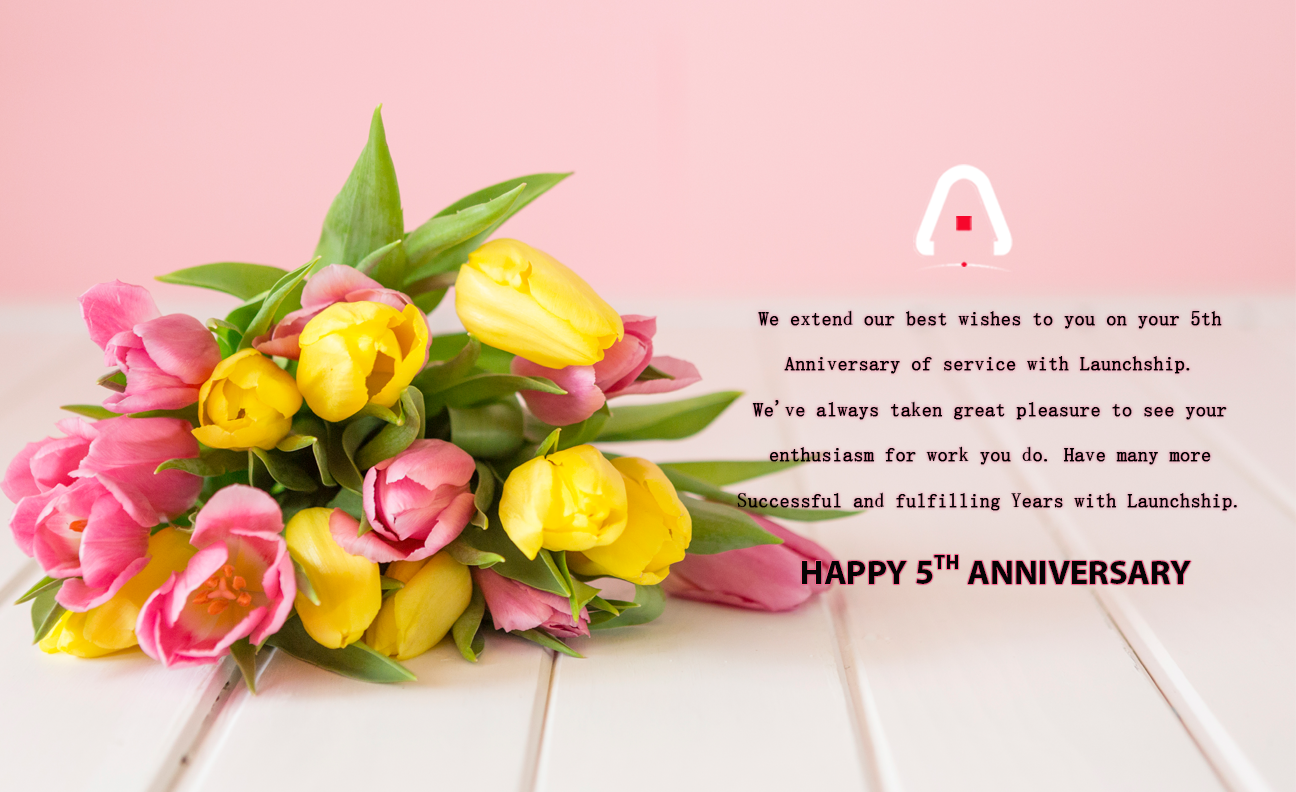 We extend our best wishes to you on your 5th
Anniversary of service with Launchship.
We've always taken great pleasure to see your
enthusiasm for work you do. Have many more
Successful and fulfilling Years with Launchship.
HAPPY 5TH ANNIVERSARY